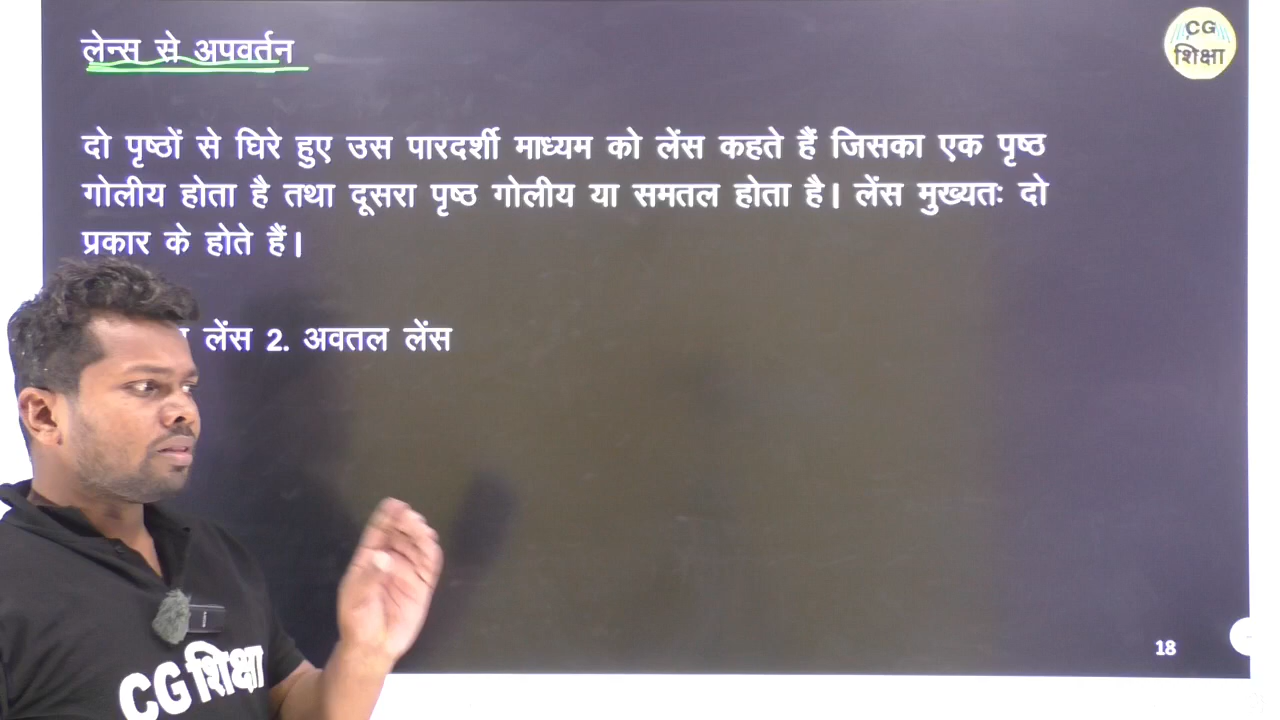 लेन्स से अपवर्तन
CG
शिक्षा
दो पृष्ठों से घिरे हुए उस पारदर्शी माध्यम को लेंस कहते हैं जिसका एक पृष्ठ
गोलीय होता है तथा दूसरा पृष्ठ गोलीय या समतल होता है। लेंस मुख्यतः दो
प्रकार के होते हैं।
लेंस 2. अवतल लेंस
CG शिक्षा
18